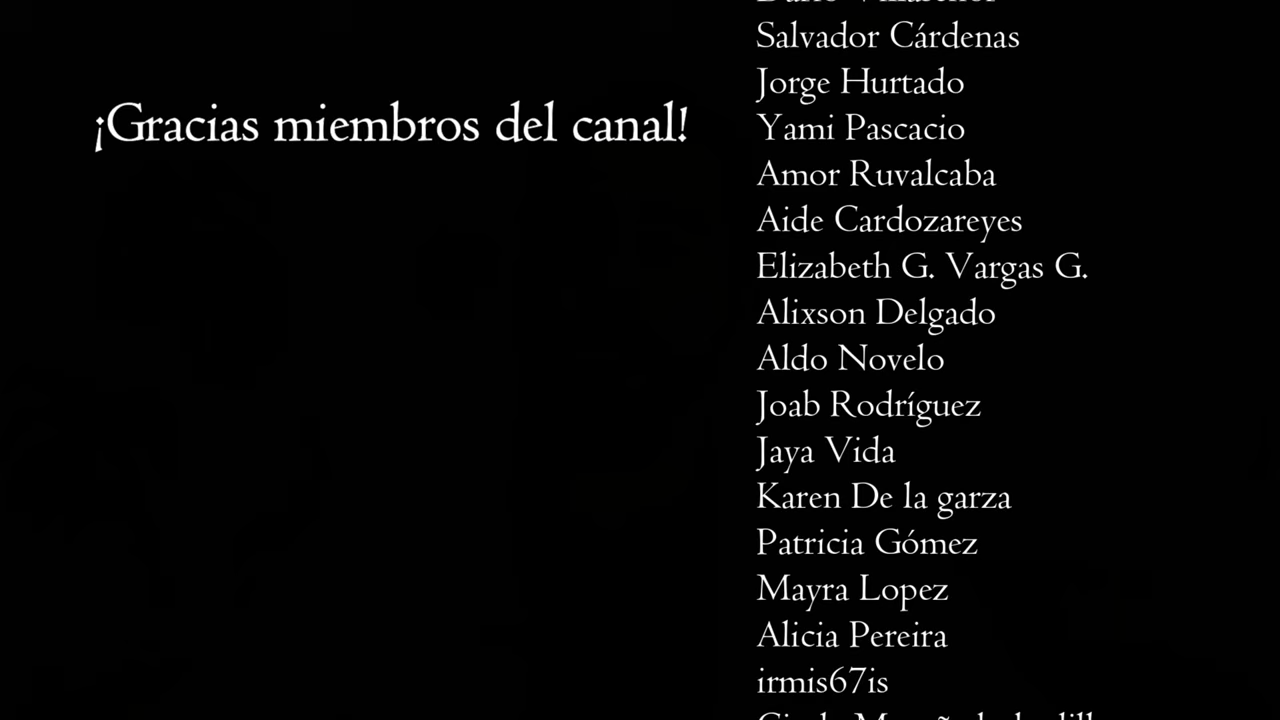 ¡Gracias miembros del canal!
Salvador Cárdenas
Jorge Hurtado
Yami Pascacio
Amor Ruvalcaba
Aide Cardozareyes
Elizabeth G. Vargas G.
Alixson Delgado
Aldo Novelo
Joab Rodríguez
Jaya Vida
Karen De la garza
Patricia Gómez
Mayra Lopez
Alicia Pereira
irmis67is